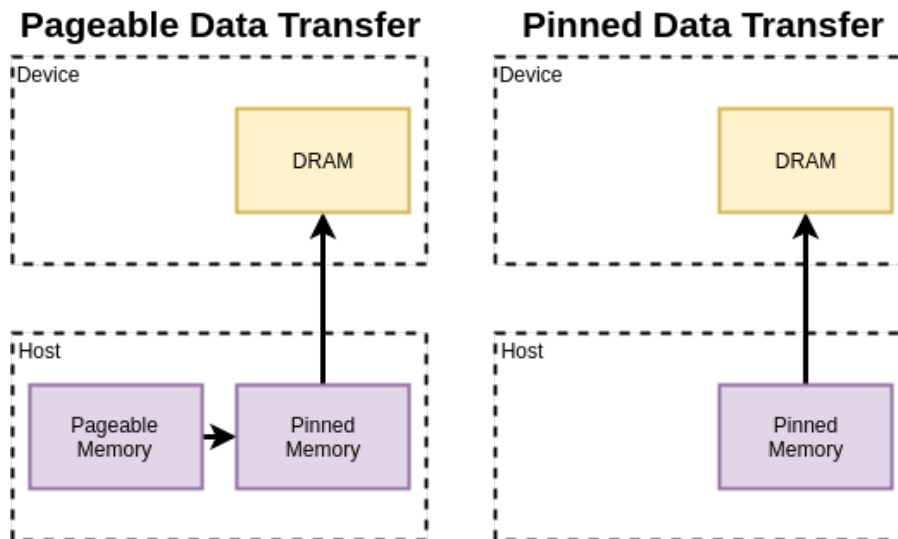 Pageable Data Transfer
Device
DRAM
Host
Pageable
Memory
Pinned
Memory
Pinned Data Transfer
Device
DRAM
Host
Pinned
Memory